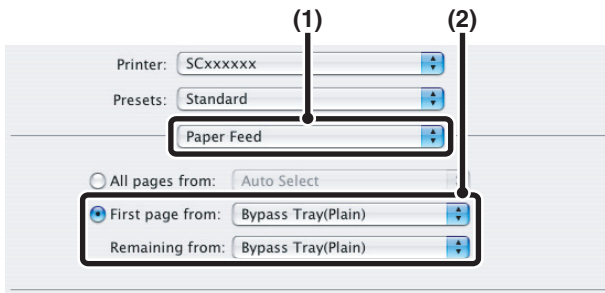 (1) (2)
Printer: SCxxxxxx
Presets: Standard
Paper Feed
All pages from: Auto Select
First page from: Bypass Tray(Plain)
Remaining from: Bypass Tray(Plain)